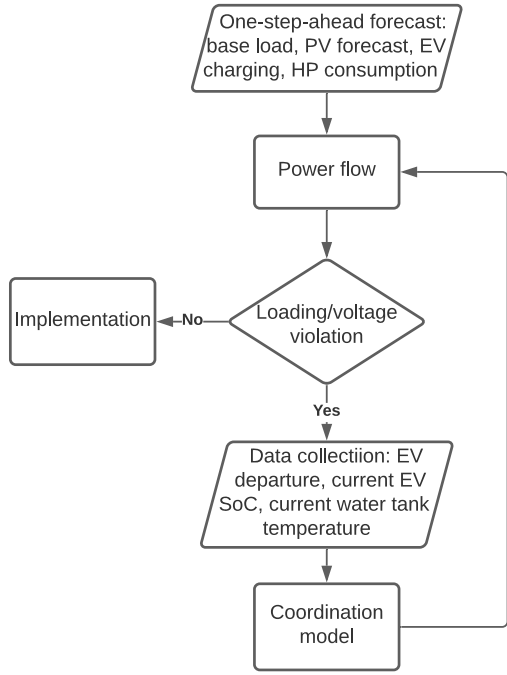 One-step-ahead forecast:
base load, PV forecast, EV
charging, HP consumption
Power flow
Loading/voltage
violation
No
Implementation
Yes
Data collectiion: EV
departure, current EV
SoC, current water tank
temperature
Coordination
model